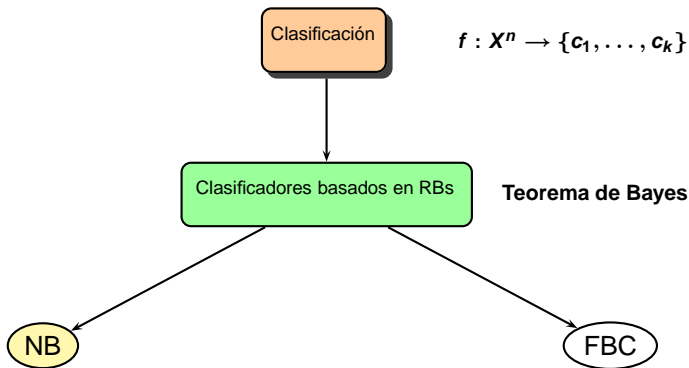 Clasificación
f : Xⁿ → {c₁, . . . , cₖ}
Clasificadores basados en RBs
Teorema de Bayes
NB
FBC